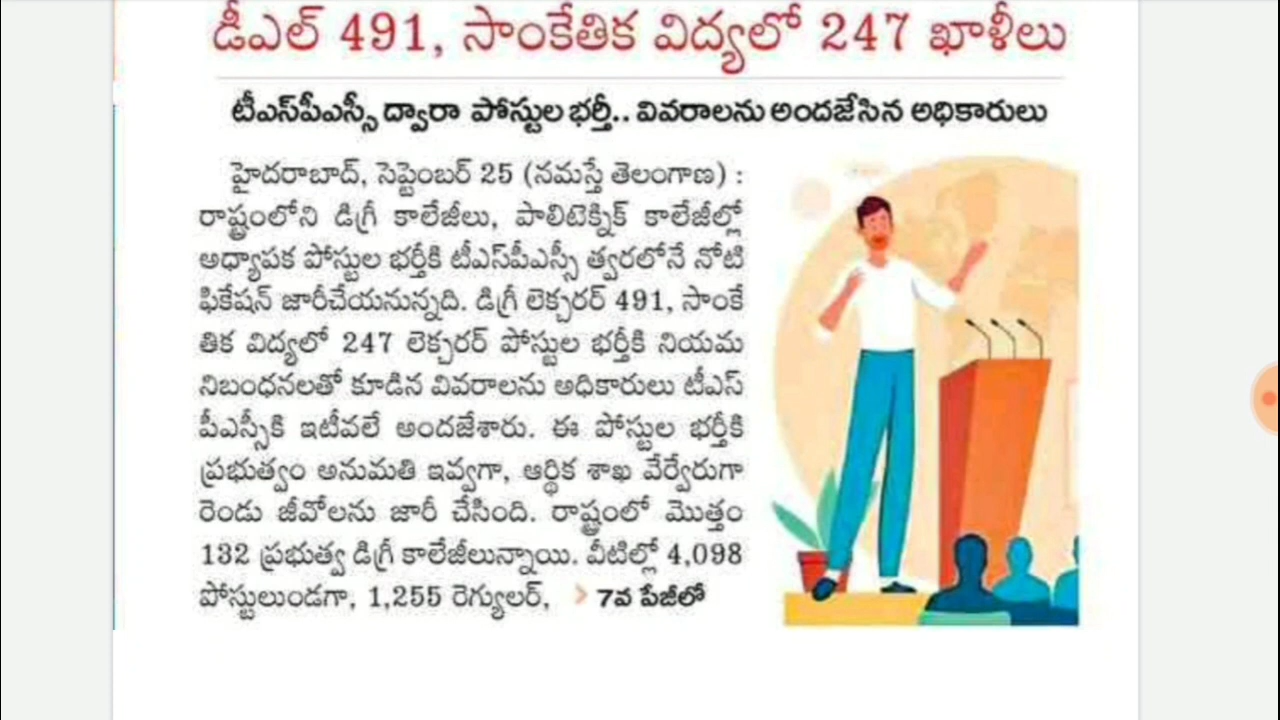 డీఎల్ 491, సాంకేతిక విద్యలో 247 ఖాళీలు
టీఎస్‌పీఎస్సీ ద్వారా పోస్టుల భర్తీ.. వివరాలను అందజేసిన అధికారులు
హైదరాబాద్, సెప్టెంబర్ 25 (నమస్తే తెలంగాణ) :
రాష్ట్రంలోని డిగ్రీ కాలేజీలు, పాలిటెక్నిక్ కాలేజీల్లో
అధ్యాపక పోస్టుల భర్తీకి టీఎస్‌పీఎస్సీ త్వరలోనే నోటి
ఫికేషన్ జారీచేయనున్నది. డిగ్రీ లెక్చరర్ 491, సాంకే
తిక విద్యలో 247 లెక్చరర్ పోస్టుల భర్తీకి నియమ
నిబంధనలతో కూడిన వివరాలను అధికారులు టీఎస్
పీఎస్సీకి ఇటీవలే అందజేశారు. ఈ పోస్టుల భర్తీకి
ప్రభుత్వం అనుమతి ఇవ్వగా, ఆర్థిక శాఖ వేర్వేరుగా
రెండు జీవోలను జారీ చేసింది. రాష్ట్రంలో మొత్తం
132 ప్రభుత్వ డిగ్రీ కాలేజీలున్నాయి. వీటిల్లో 4,098
పోస్టులుండగా, 1,255 రెగ్యులర్, > 7వ పేజీలో